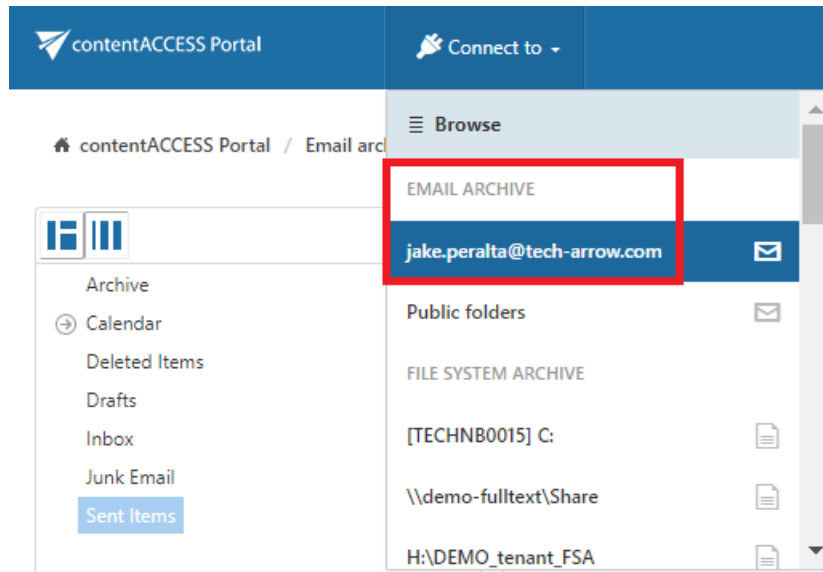 contentACCESS Portal
Connect to
contentACCESS Portal / Email arc
Archive
Calendar
Deleted Items
Drafts
Inbox
Junk Email
Sent Items
Browse
EMAIL ARCHIVE
jake.peralta@tech-arrow.com
Public folders
FILE SYSTEM ARCHIVE
[TECHNB0015] C:
\\demo-fulltext\Share
H:\DEMO_tenant_FSA